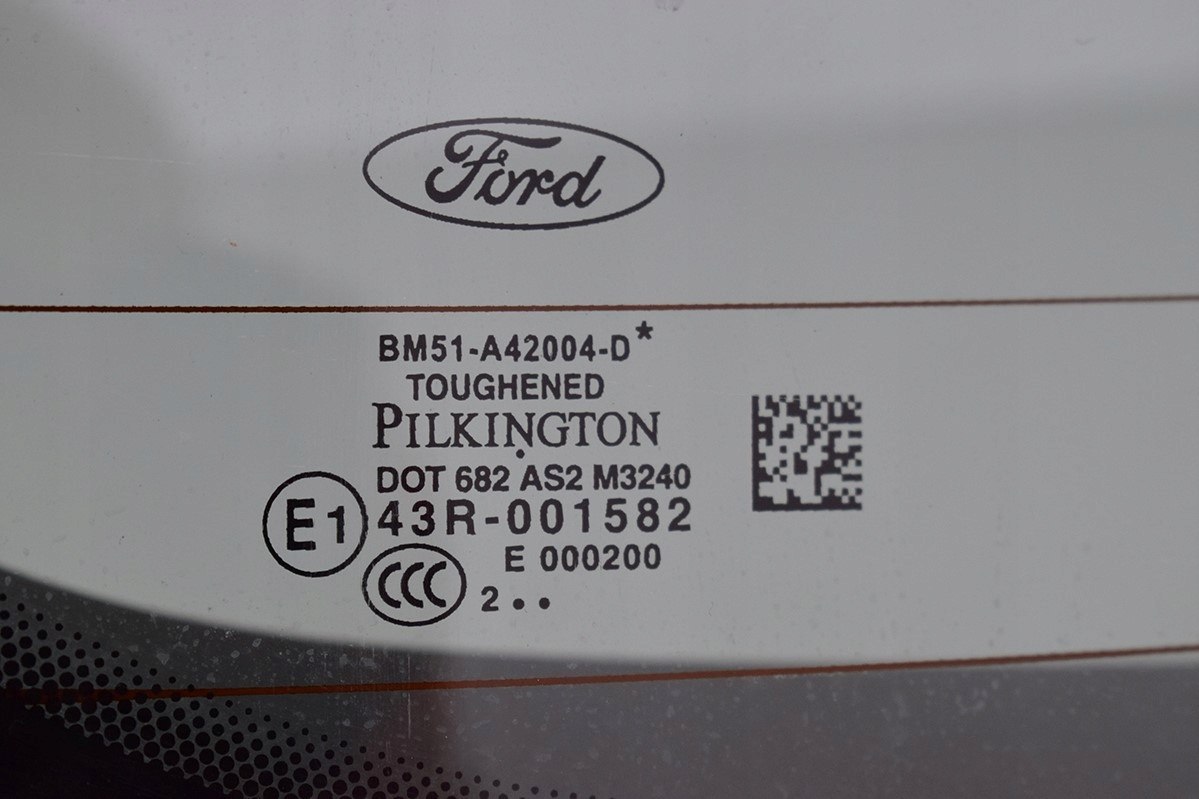 Ford
BM51-A42004-D*
TOUGHENED
PILKINGTON
DOT 682 AS2 M3240
E1 43R-001582
E 000200
CCC 2 • •